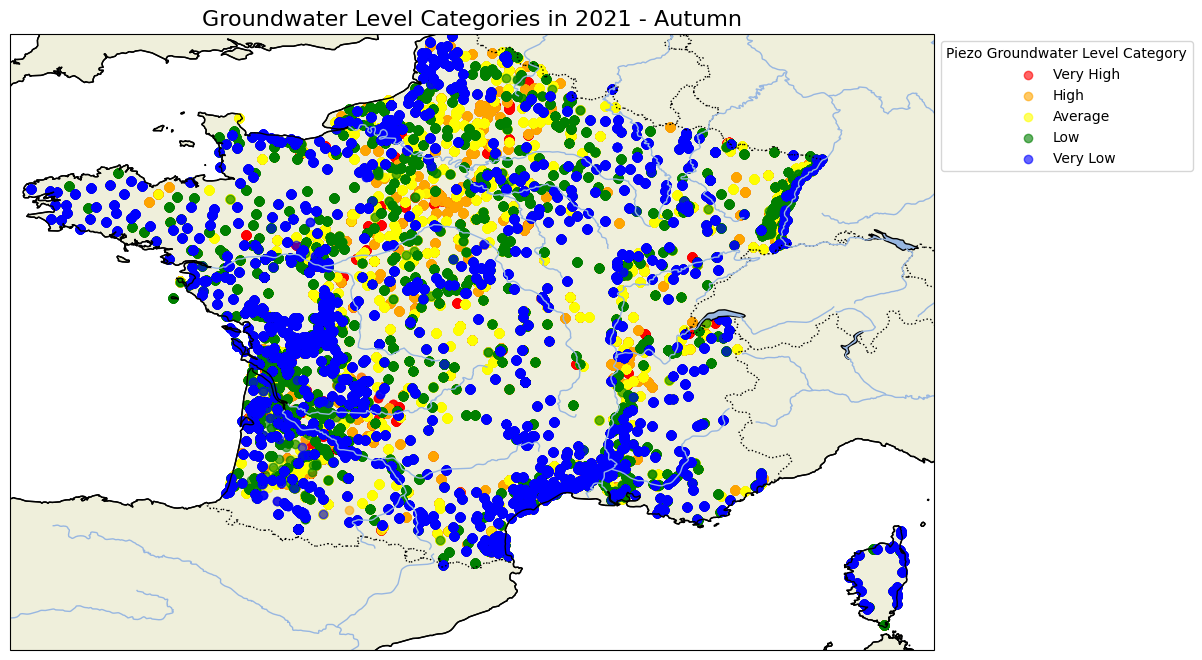 Groundwater Level Categories in 2021 - Autumn
Piezo Groundwater Level Category
Very High
High
Average
Low
Very Low